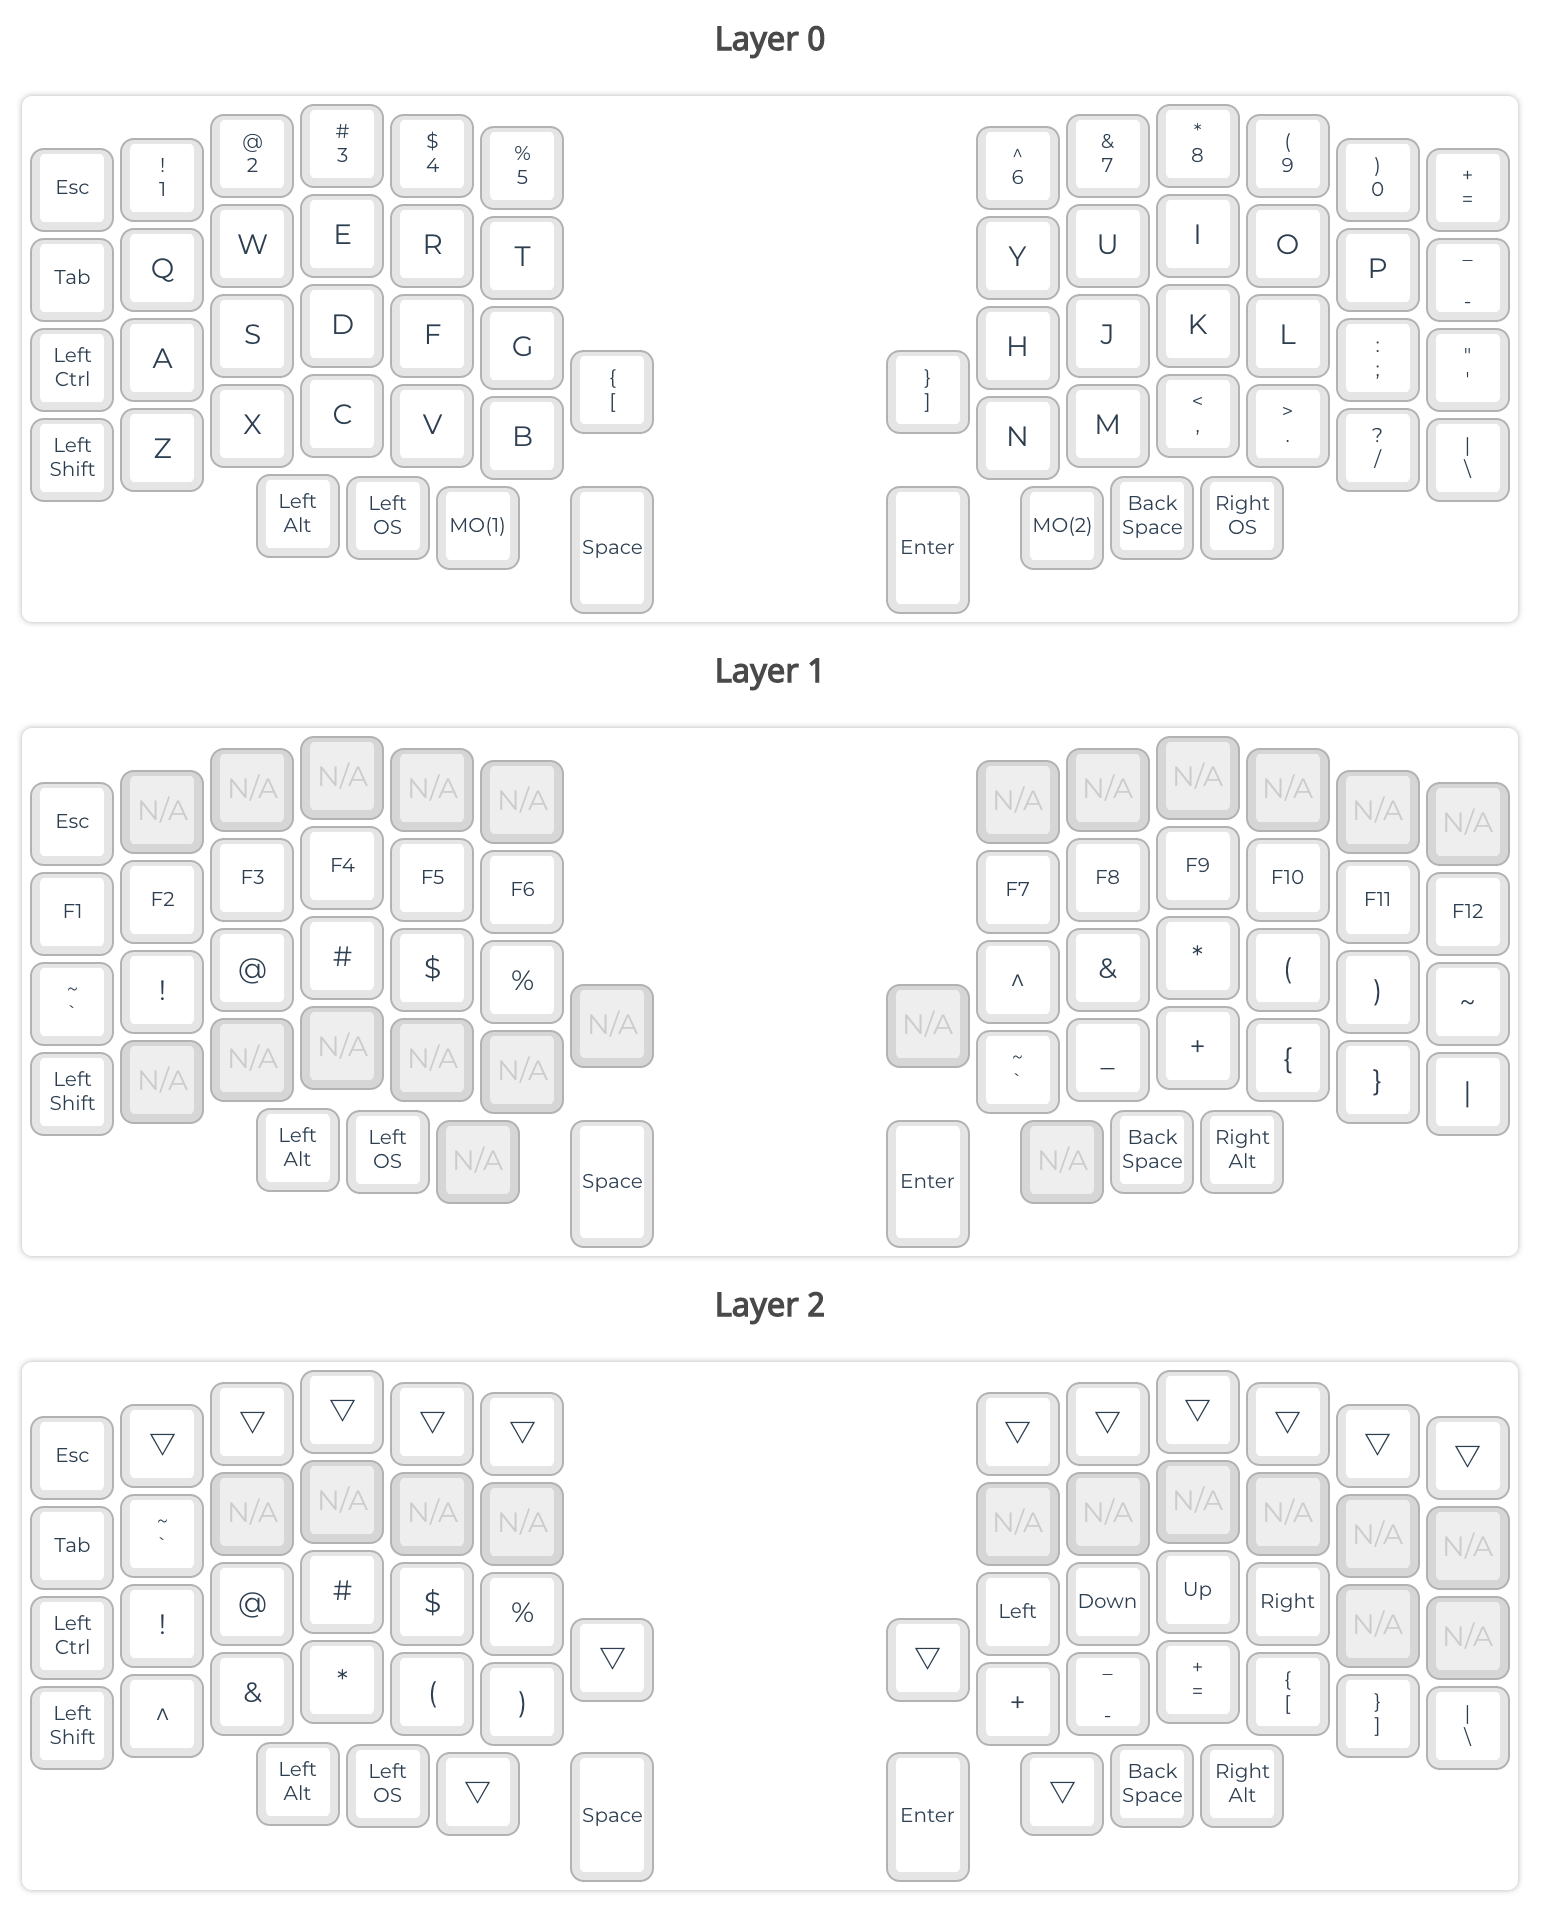 Layer 0
Esc
!
1
@
2
#
3
$
4
%
5
^
6
&
7
*
8
(
9
)
0
+
=
Tab
Q
W
E
R
T
Y
U
I
O
P
_
-
Left
Ctrl
A
S
D
F
G
{
[
}
]
H
J
K
L
:
;
"
'
Left
Shift
Z
X
C
V
B
N
M
<
,
>
.
?
/
|
\
Left
Alt
Left
OS
MO(1)
Space
Enter
MO(2)
Back
Space
Right
OS
Layer 1
Esc
N/A
N/A
N/A
N/A
N/A
N/A
N/A
N/A
N/A
N/A
N/A
F1
F2
F3
F4
F5
F6
F7
F8
F9
F10
F11
F12
~
`
!
@
#
$
%
N/A
N/A
^
&
*
(
)
~
Left
Shift
N/A
N/A
N/A
N/A
N/A
~
`
_
+
{
}
|
Left
Alt
Left
OS
N/A
Space
Enter
N/A
Back
Space
Right
Alt
Layer 2
Esc
▽
▽
▽
▽
▽
▽
▽
▽
▽
▽
▽
Tab
~
`
N/A
N/A
N/A
N/A
N/A
N/A
N/A
N/A
N/A
N/A
Left
Ctrl
!
@
#
$
%
▽
▽
Left
Down
Up
Right
N/A
N/A
Left
Shift
^
&
*
(
)
+
_
-
+
=
{
[
}
]
|
\
Left
Alt
Left
OS
▽
Space
Enter
▽
Back
Space
Right
Alt